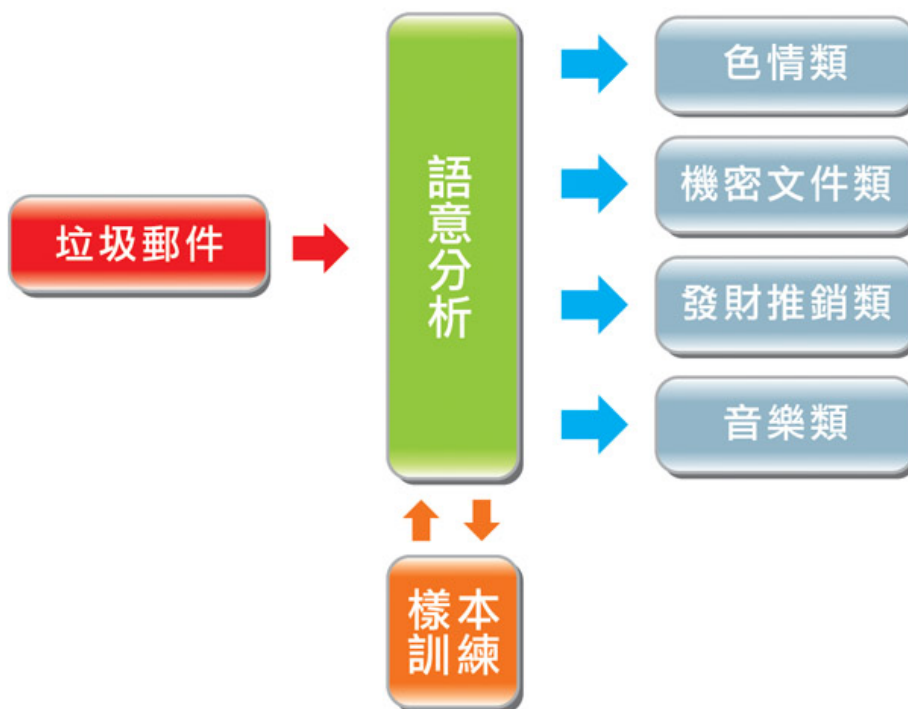 垃圾郵件
語意分析
色情類
機密文件類
發財推銷類
音樂類
樣本
訓練